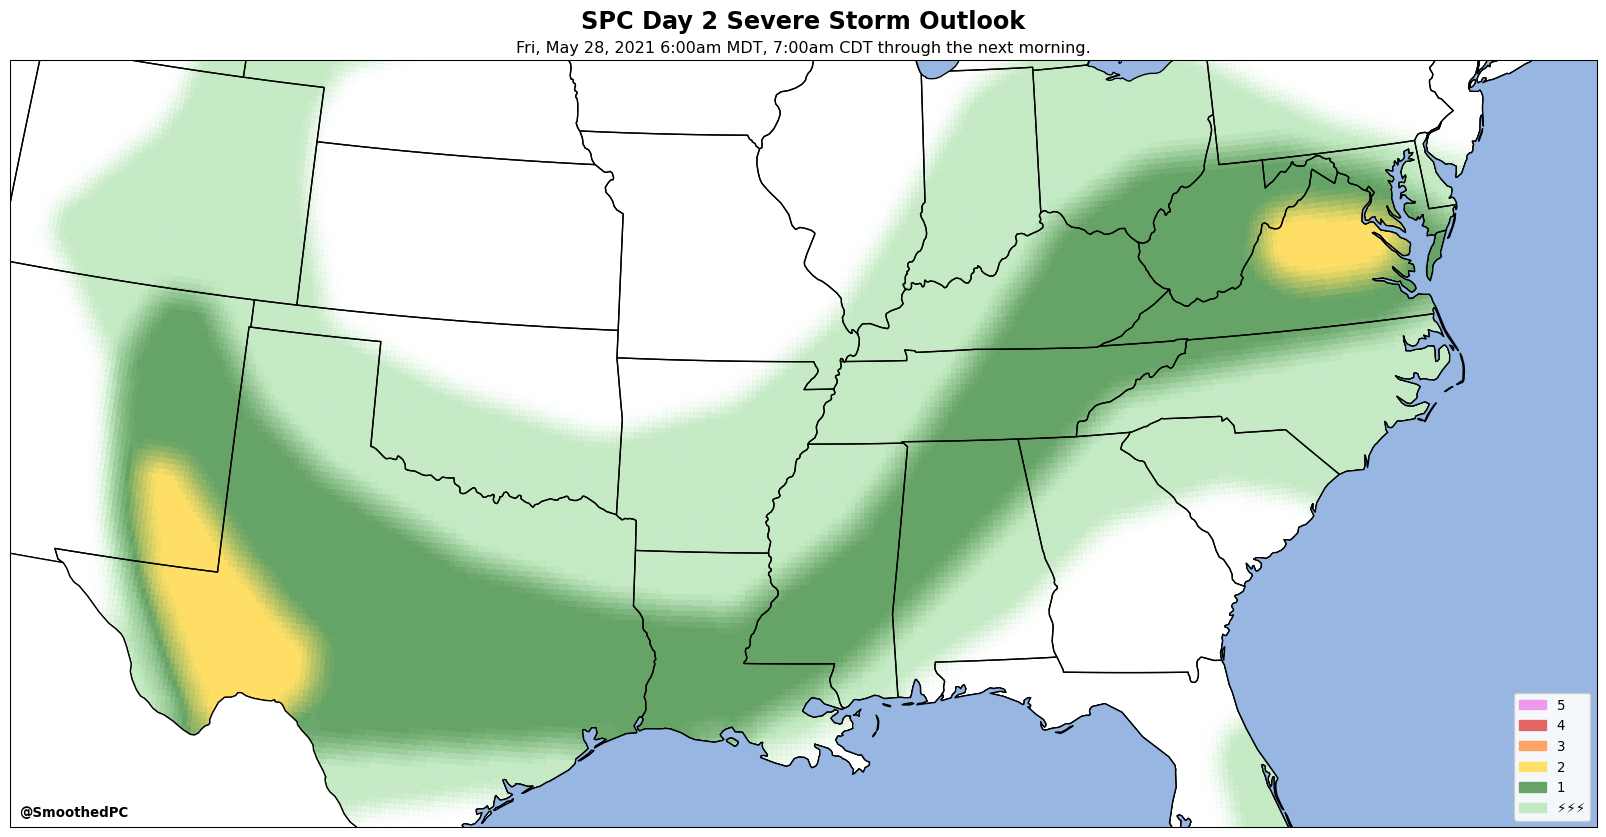 SPC Day 2 Severe Storm Outlook
Fri, May 28, 2021 6:00am MDT, 7:00am CDT through the next morning.
5
4
3
2
1
⚡⚡⚡
@SmoothedPC